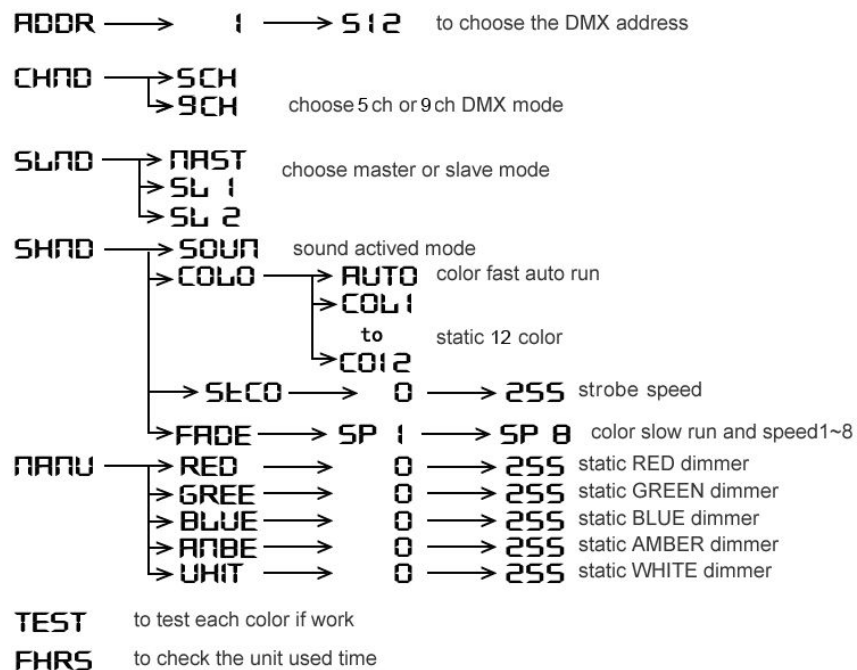 ADDR 1 512 to choose the DMX address
CHMD 5CH
9CH choose 5 ch or 9 ch DMX mode
SLMD MAST choose master or slave mode
SL 1
SL 2
SHMD SOUN sound actived mode
COLO AUTO color fast auto run
COL1
to static 12 color
CO12
StCO 0 255 strobe speed
FADE SP 1 SP 8 color slow run and speed1~8
MANU RED 0 255 static RED dimmer
GREE 0 255 static GREEN dimmer
BLUE 0 255 static BLUE dimmer
AMBE 0 255 static AMBER dimmer
UHIT 0 255 static WHITE dimmer
TEST to test each color if work
FHRS to check the unit used time